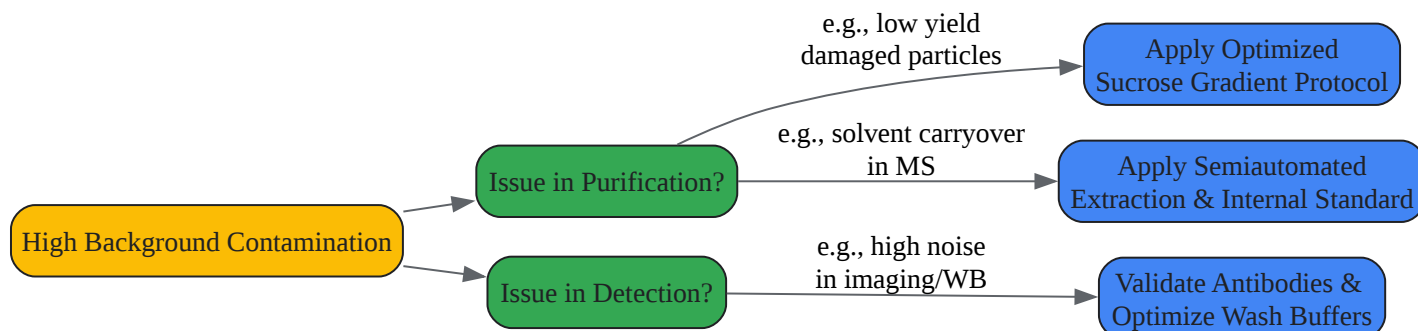 High Background Contamination
Issue in Purification?
e.g., low yield
damaged particles
Apply Optimized
Sucrose Gradient Protocol
e.g., solvent carryover
in MS
Apply Semiautomated
Extraction & Internal Standard
Issue in Detection?
e.g., high noise
in imaging/WB
Validate Antibodies &
Optimize Wash Buffers